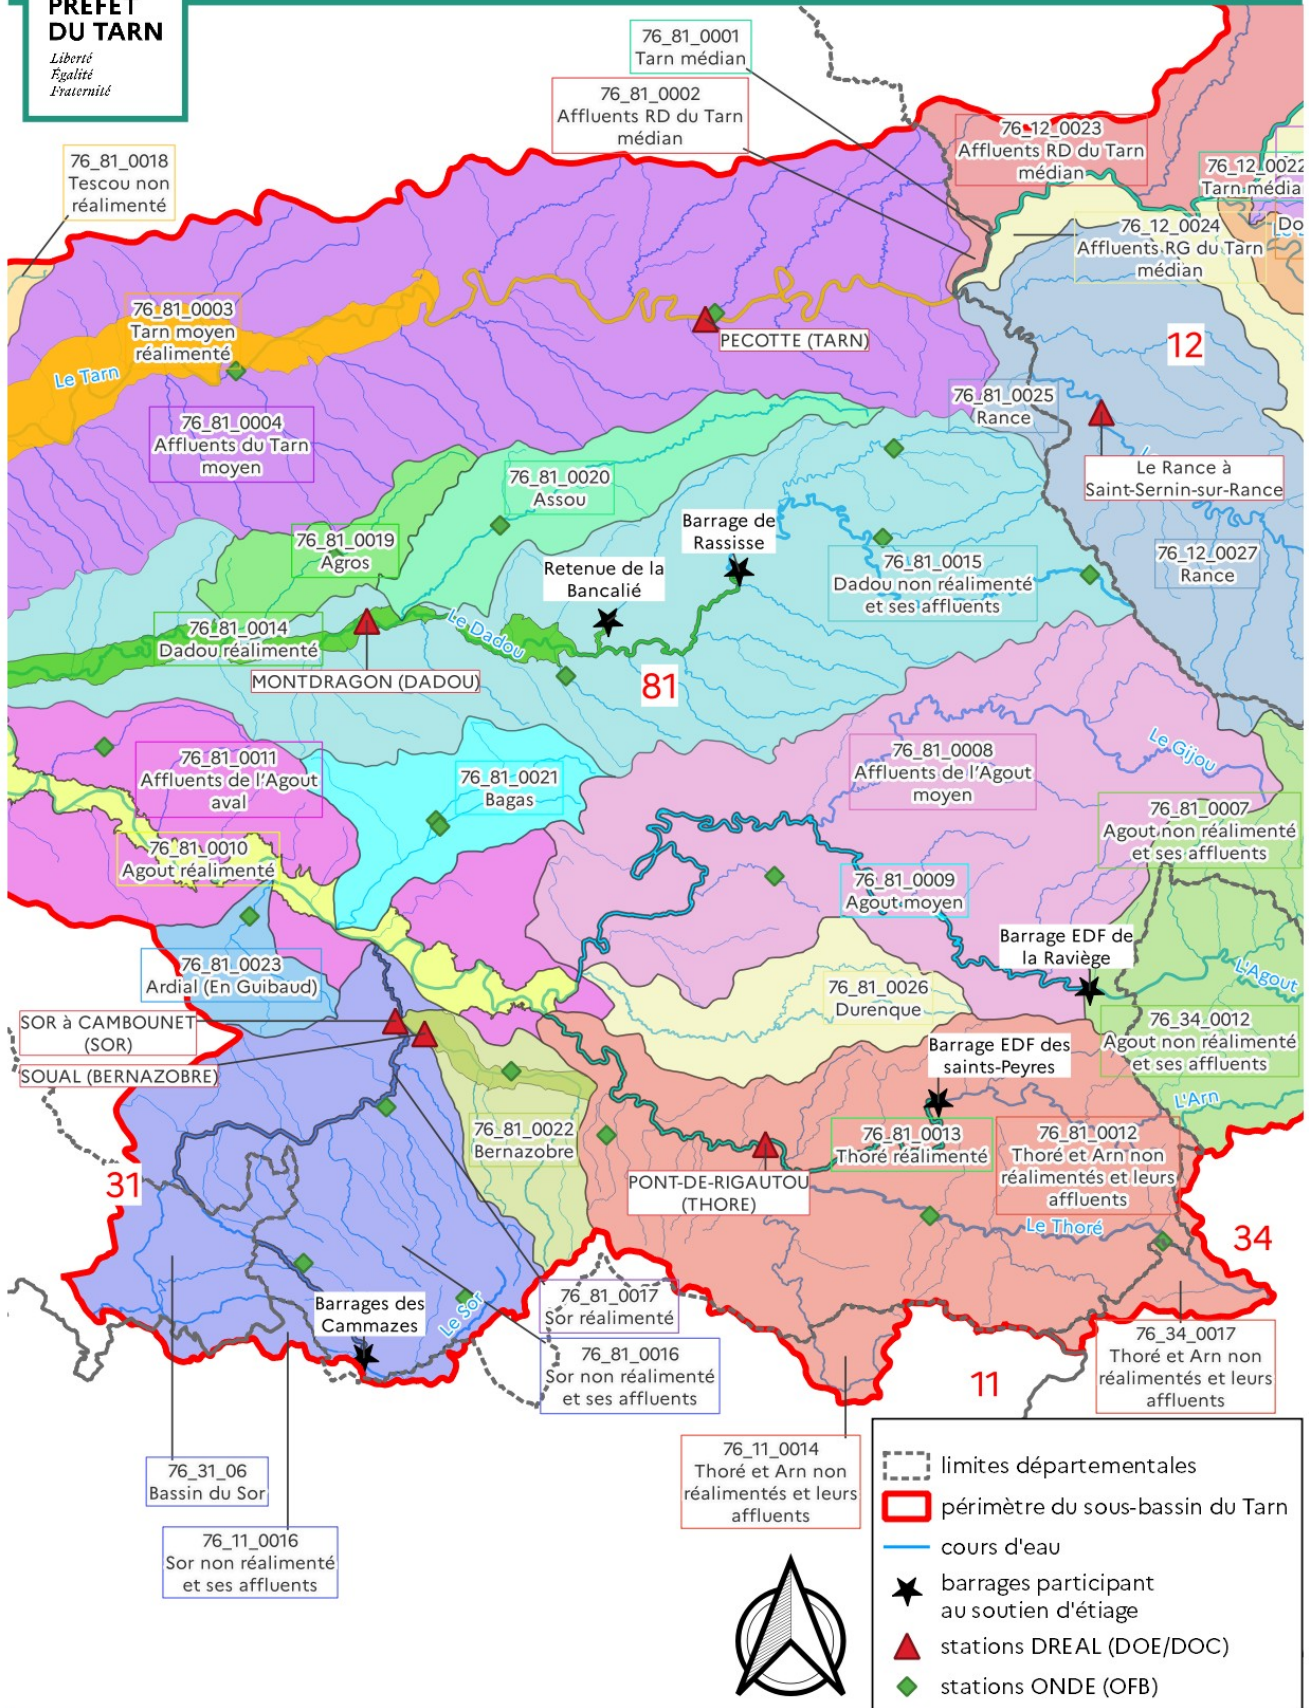 PRÉFET
DU TARN
Liberté
Égalité
Fraternité
76_81_0001
Tarn médian
76_81_0002
Affluents RD du Tarn
médian
76_12_0023
Affluents RD du Tarn
médian
76_81_0018
Tescou non
réalimenté
76_12_0022
Tarn média
76_12_0024
Affluents RG du Tarn
médian
Do
76_81_0003
Tarn moyen
réalimenté
Le Tarn
PECOTTE (TARN)
12
76_81_0004
Affluents du Tarn
moyen
76_81_0025
Rance
Le Rance à
Saint-Sernin-sur-Rance
76_81_0020
Assou
76_81_0019
Agros
Barrage de
Rassisse
Retenue de la
Bancalié
76_81_0015
Dadou non réalimenté
et ses affluents
76_12_0027
Rance
76_81_0014
Dadou réalimenté
Le Dadou
MONTDRAGON (DADOU)
81
76_81_0011
Affluents de l'Agout
aval
76_81_0021
Bagas
76_81_0008
Affluents de l'Agout
moyen
Le Gijou
76_81_0007
Agout non réalimenté
et ses affluents
76_81_0010
Agout réalimenté
76_81_0009
Agout moyen
Barrage EDF de
la Raviège
L'Agout
76_81_0023
Ardial (En Guibaud)
76_81_0026
Durenque
SOR à CAMBOUNET
(SOR)
76_34_0012
Agout non réalimenté
et ses affluents
Barrage EDF des
saints-Peyres
SOUAL (BERNAZOBRE)
L'Arn
76_81_0022
Bernazobre
76_81_0013
Thoré réalimenté
76_81_0012
Thoré et Arn non
réalimentés et leurs
affluents
31
PONT-DE-RIGAUTOU
(THORE)
Le Thoré
34
Barrages des
Cammazes
Le Sor
76_81_0017
Sor réalimenté
76_81_0016
Sor non réalimenté
et ses affluents
76_34_0017
Thoré et Arn non
réalimentés et leurs
affluents
11
76_31_06
Bassin du Sor
76_11_0014
Thoré et Arn non
réalimentés et leurs
affluents
76_11_0016
Sor non réalimenté
et ses affluents
limites départementales
périmètre du sous-bassin du Tarn
cours d'eau
barrages participant
au soutien d'étiage
stations DREAL (DOE/DOC)
stations ONDE (OFB)